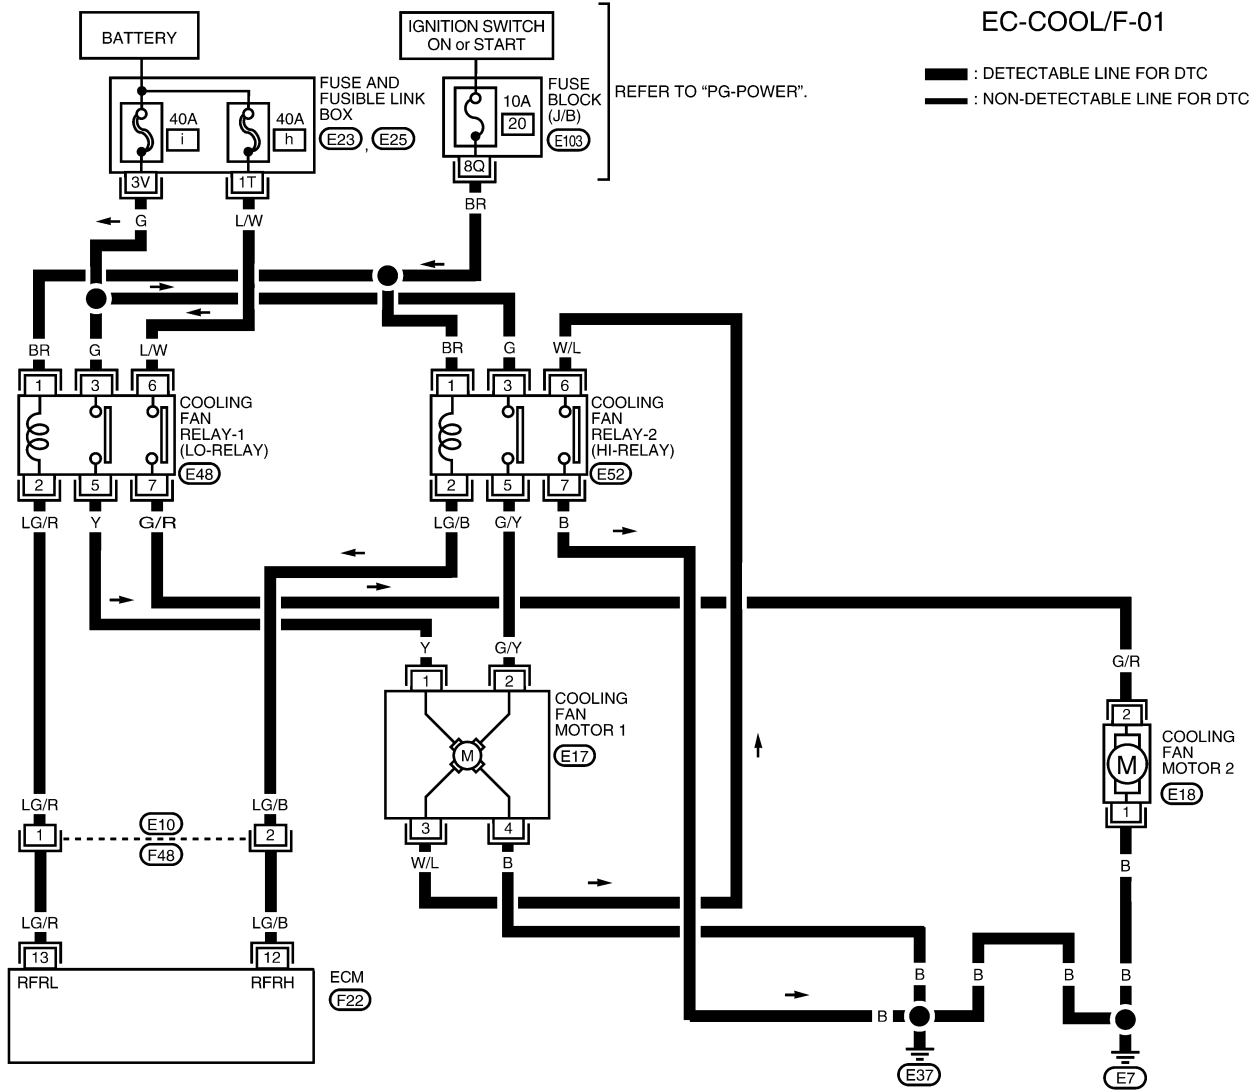 EC-COOL/F-01
BATTERY
IGNITION SWITCH
ON or START
: DETECTABLE LINE FOR DTC
: NON-DETECTABLE LINE FOR DTC
40A
i
40A
h
FUSE AND
FUSIBLE LINK
BOX
E23 , E25
10A
20
FUSE
BLOCK
(J/B)
E103
REFER TO “PG-POWER”.
3V
1T
8Q
G
L/W
BR
BR
G
L/W
BR
G
W/L
1
3
6
1
3
6
COOLING
FAN
RELAY-1
(LO-RELAY)
E48
COOLING
FAN
RELAY-2
(HI-RELAY)
E52
2
5
7
2
5
7
LG/R
Y
G/R
LG/B
G/Y
B
Y
G/Y
G/R
1
2
2
COOLING
FAN
MOTOR 1
E17
M
COOLING
FAN
MOTOR 2
E18
M
1
LG/R
LG/B
1
E10
F48
2
3
4
W/L
B
B
LG/R
LG/B
13
12
RFRL
RFRH
ECM
F22
B
B
B
B
B
E37
E7